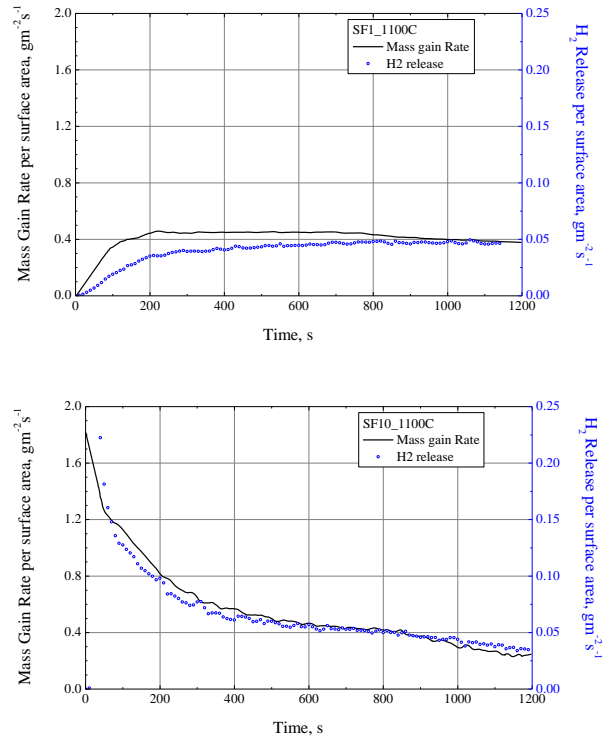 SF1_1100C
Mass gain Rate
H2 release
Mass Gain Rate per surface area, gm⁻²s⁻¹
2.0
1.6
1.2
0.8
0.4
0.0
H₂ Release per surface area, gm⁻²s⁻¹
0.25
0.20
0.15
0.10
0.05
0.00
0 200 400 600 800 1000 1200
Time, s
SF10_1100C
Mass gain Rate
H2 release
Mass Gain Rate per surface area, gm⁻²s⁻¹
2.0
1.6
1.2
0.8
0.4
0.0
H₂ Release per surface area, gm⁻²s⁻¹
0.25
0.20
0.15
0.10
0.05
0.00
0 200 400 600 800 1000 1200
Time, s